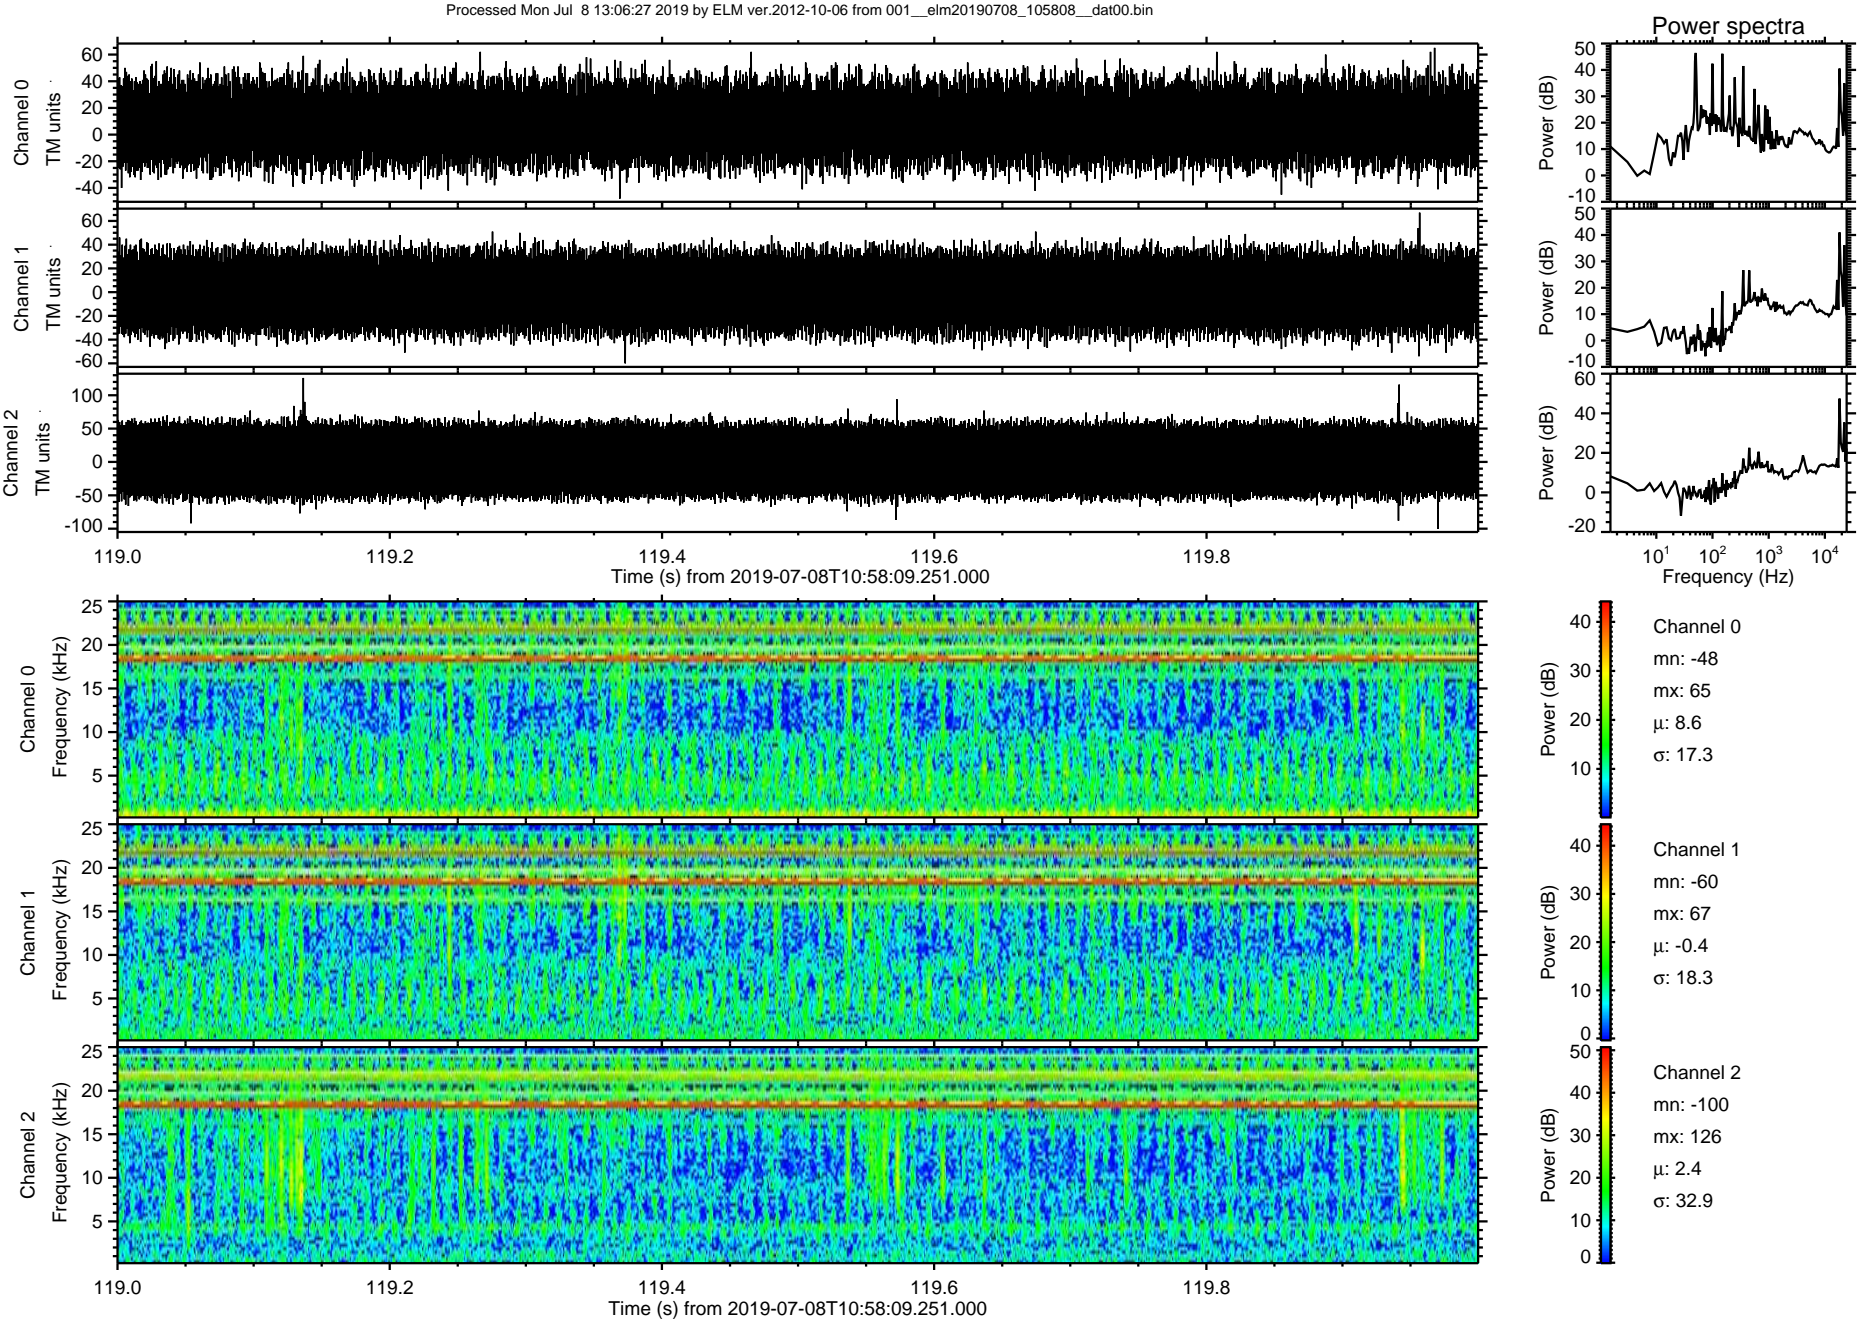 Processed Mon Jul  8 13:06:27 2019 by ELM ver.2012-10-06 from 001__elm20190708_105808__dat00.bin
Power spectra
Channel 0
TM units
60
40
20
0
-20
-40
Power (dB)
50
40
30
20
10
0
-10
Channel 1
TM units
60
40
20
0
-20
-40
-60
Power (dB)
50
40
30
20
10
0
-10
Channel 2
TM units
100
50
0
-50
-100
Power (dB)
60
40
20
0
-20
119.0 119.2 119.4 119.6 119.8
Time (s) from 2019-07-08T10:58:09.251.000
10¹ 10² 10³ 10⁴
Frequency (Hz)
Channel 0
Frequency (kHz)
25
20
15
10
5
Power (dB)
40
30
20
10
Channel 0
mn: -48
mx: 65
μ: 8.6
σ: 17.3
Channel 1
Frequency (kHz)
25
20
15
10
5
Power (dB)
40
30
20
10
0
Channel 1
mn: -60
mx: 67
μ: -0.4
σ: 18.3
Channel 2
Frequency (kHz)
25
20
15
10
5
Power (dB)
50
40
30
20
10
0
Channel 2
mn: -100
mx: 126
μ: 2.4
σ: 32.9
119.0 119.2 119.4 119.6 119.8
Time (s) from 2019-07-08T10:58:09.251.000